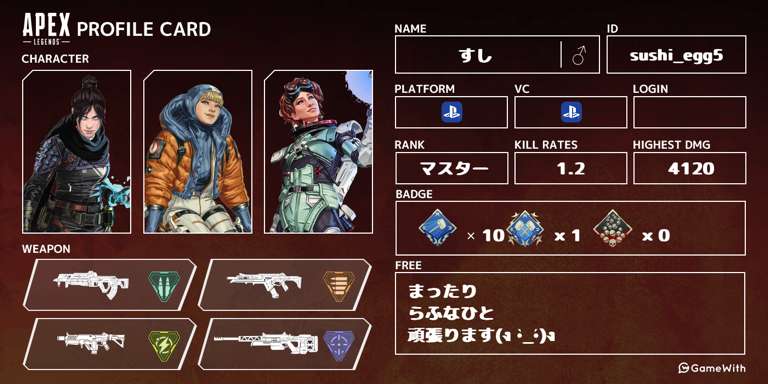 APEX
LEGENDS
PROFILE CARD
CHARACTER
WEAPON
NAME
すし ♂
ID
sushi_egg5
PLATFORM
VC
LOGIN
RANK
マスター
KILL RATES
1.2
HIGHEST DMG
4120
BADGE
× 10
x 1
x 0
FREE
まったり
らふなひと
頑張ります(ง •̀_•́)ง
GameWith